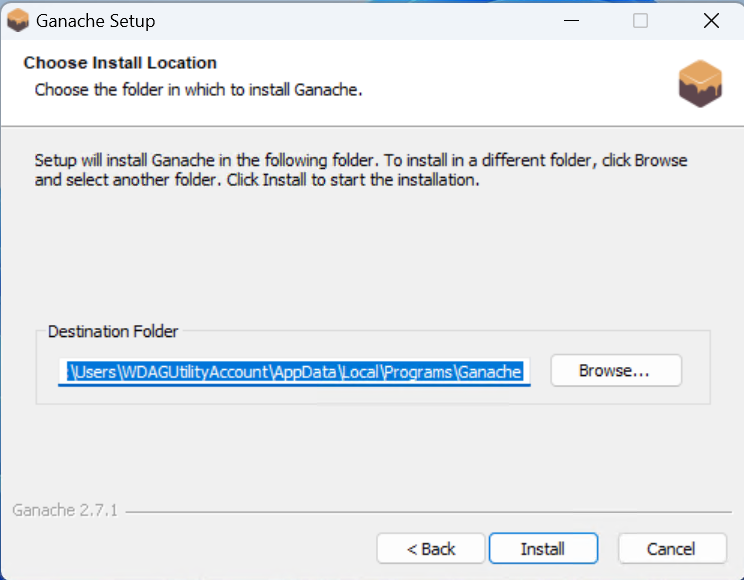 Ganache Setup
Choose Install Location
Choose the folder in which to install Ganache.
Setup will install Ganache in the following folder. To install in a different folder, click Browse
and select another folder. Click Install to start the installation.
Destination Folder
:\Users\WDAGUtilityAccount\AppData\Local\Programs\Ganache
Browse...
Ganache 2.7.1
< Back
Install
Cancel